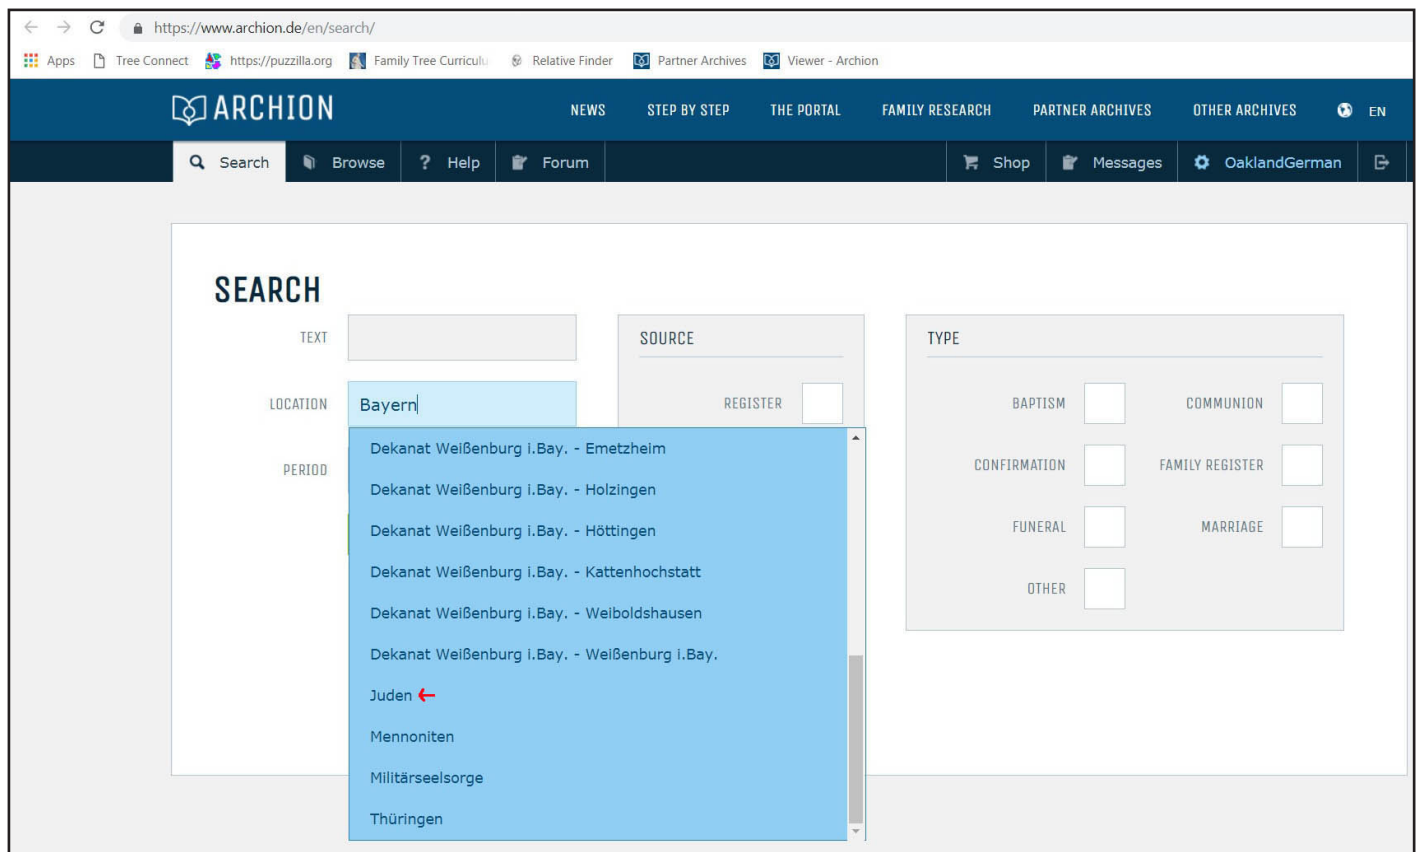 https://www.archion.de/en/search/
Apps Tree Connect https://puzzilla.org Family Tree Curricul Relative Finder Partner Archives Viewer - Archion
ARCHION NEWS STEP BY STEP THE PORTAL FAMILY RESEARCH PARTNER ARCHIVES OTHER ARCHIVES EN
Search Browse ? Help Forum Shop Messages OaklandGerman
SEARCH
TEXT
LOCATION Bayern
PERIOD
Dekanat Weißenburg i.Bay. - Emetzheim
Dekanat Weißenburg i.Bay. - Holzingen
Dekanat Weißenburg i.Bay. - Höttingen
Dekanat Weißenburg i.Bay. - Kattenhochstatt
Dekanat Weißenburg i.Bay. - Weiboldshausen
Dekanat Weißenburg i.Bay. - Weißenburg i.Bay.
Juden
Mennoniten
Militärseelsorge
Thüringen
SOURCE
REGISTER
TYPE
BAPTISM COMMUNION
CONFIRMATION FAMILY REGISTER
FUNERAL MARRIAGE
OTHER